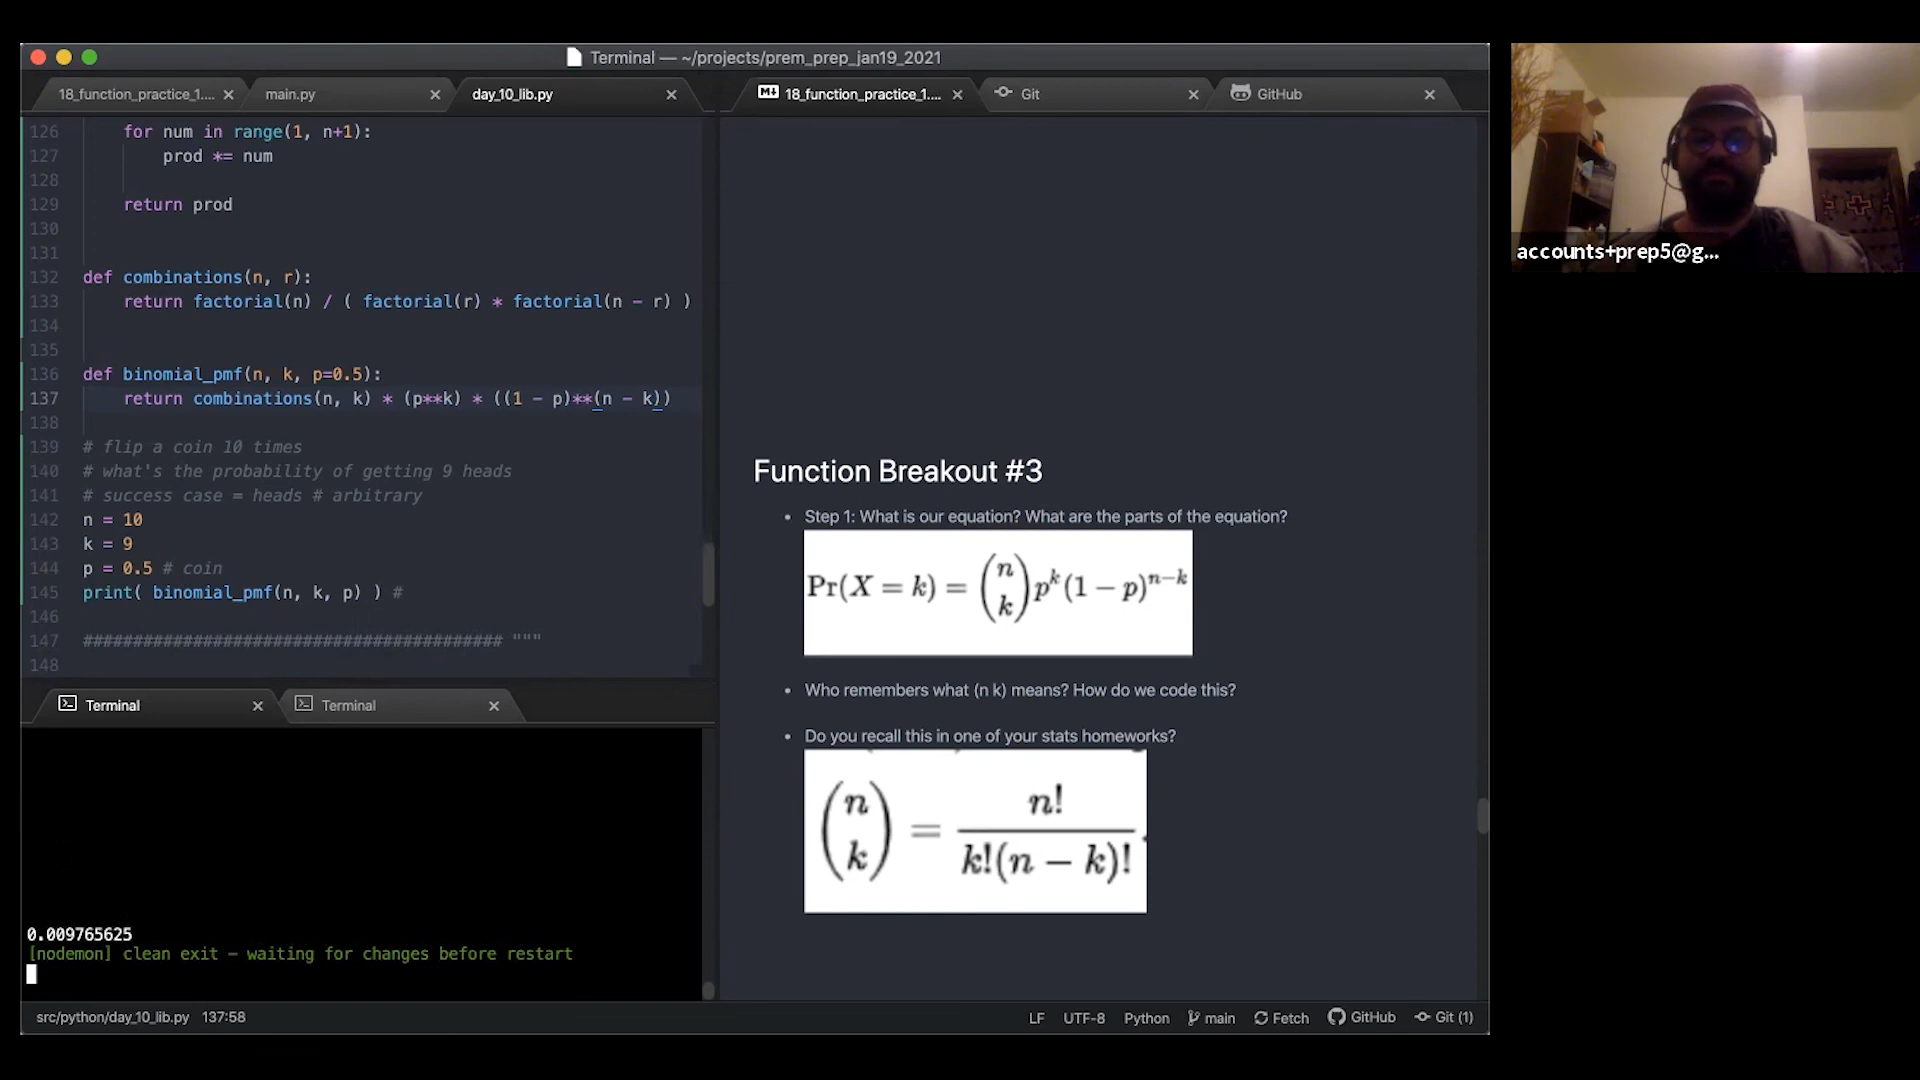 Terminal — ~/projects/prem_prep_jan19_2021
18_function_practice_1....
main.py
day_10_lib.py
18_function_practice_1....
Git
GitHub
126 for num in range(1, n+1):
127 prod *= num
128
129 return prod
130
131
132 def combinations(n, r):
133 return factorial(n) / ( factorial(r) * factorial(n - r) )
134
135
136 def binomial_pmf(n, k, p=0.5):
137 return combinations(n, k) * (p**k) * ((1 - p)**(n - k))
138
139 # flip a coin 10 times
140 # what's the probability of getting 9 heads
141 # success case = heads # arbitrary
142 n = 10
143 k = 9
144 p = 0.5 # coin
145 print( binomial_pmf(n, k, p) ) #
146
147 ########################################## """
148
Terminal
Terminal
0.009765625
[nodemon] clean exit - waiting for changes before restart
Function Breakout #3
• Step 1: What is our equation? What are the parts of the equation?
Pr(X = k) = (n k) p^k (1 − p)^{n−k}
• Who remembers what (n k) means? How do we code this?
• Do you recall this in one of your stats homeworks?
(n k) = n! / k!(n − k)! .
src/python/day_10_lib.py 137:58
LF UTF-8 Python main Fetch GitHub Git (1)
accounts+prep5@g...